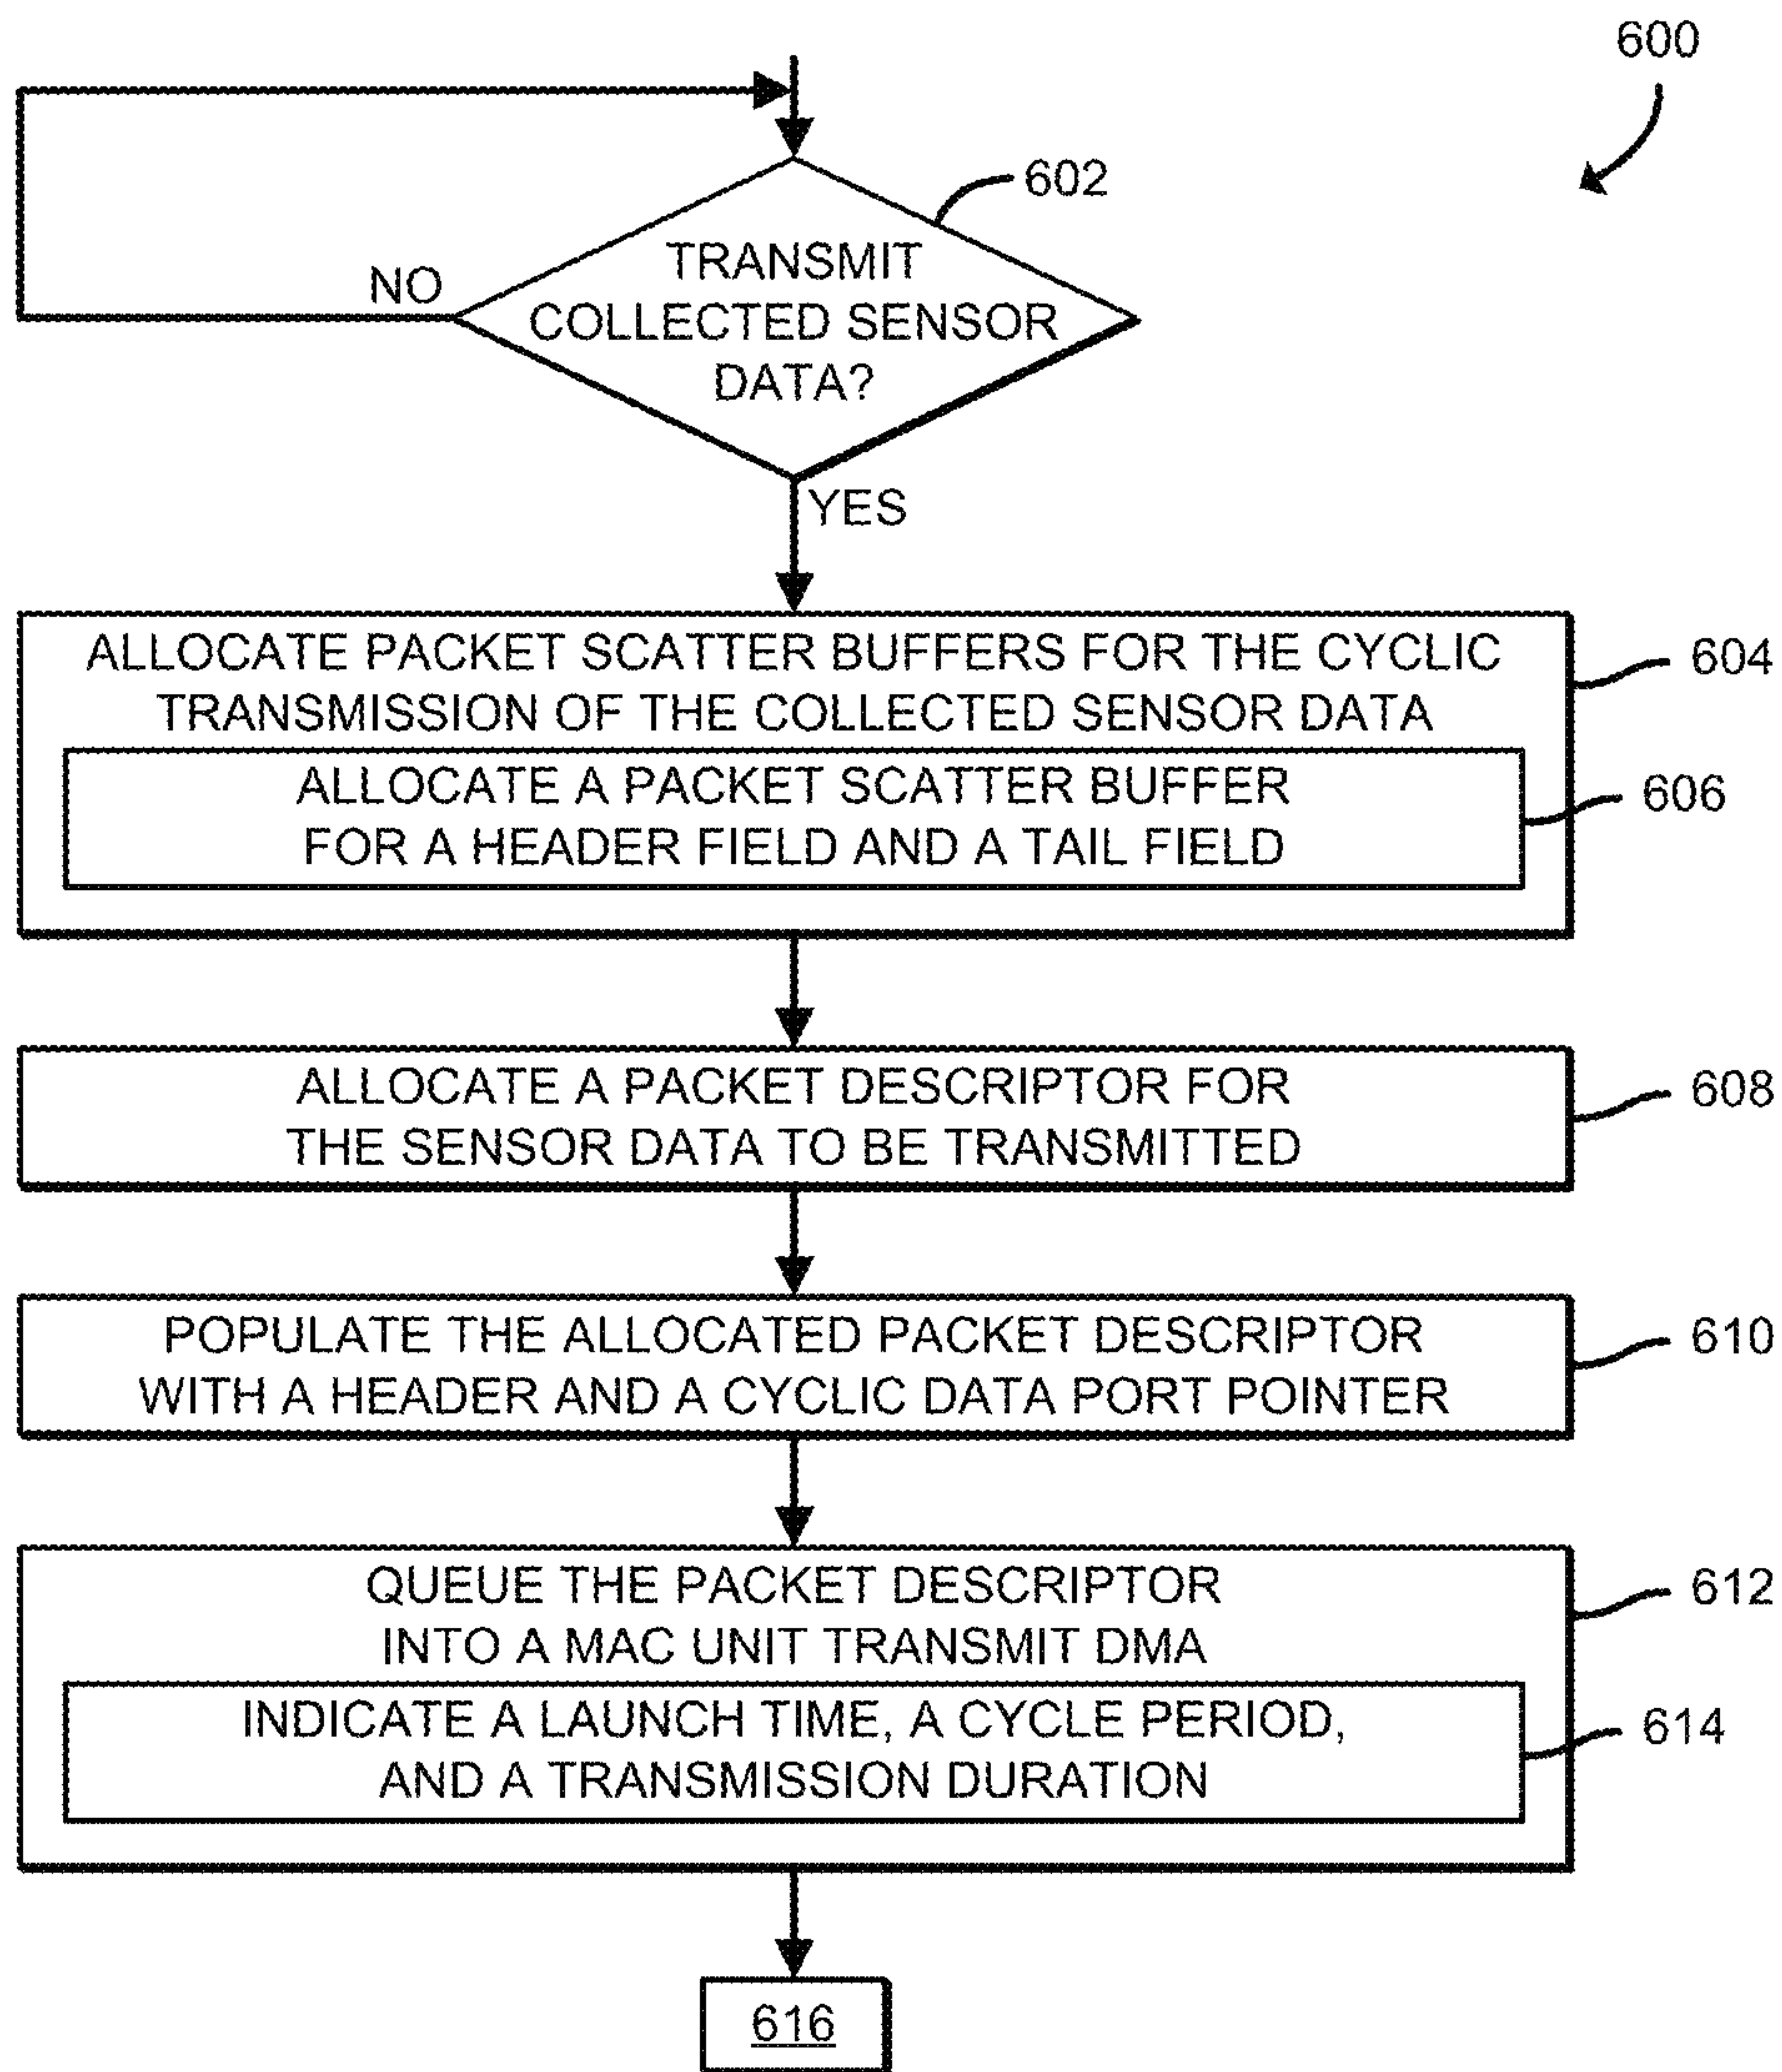 600
602
TRANSMIT
COLLECTED SENSOR
DATA?
NO
YES
ALLOCATE PACKET SCATTER BUFFERS FOR THE CYCLIC
TRANSMISSION OF THE COLLECTED SENSOR DATA
604
ALLOCATE A PACKET SCATTER BUFFER
FOR A HEADER FIELD AND A TAIL FIELD
606
ALLOCATE A PACKET DESCRIPTOR FOR
THE SENSOR DATA TO BE TRANSMITTED
608
POPULATE THE ALLOCATED PACKET DESCRIPTOR
WITH A HEADER AND A CYCLIC DATA PORT POINTER
610
QUEUE THE PACKET DESCRIPTOR
INTO A MAC UNIT TRANSMIT DMA
612
INDICATE A LAUNCH TIME, A CYCLE PERIOD,
AND A TRANSMISSION DURATION
614
616